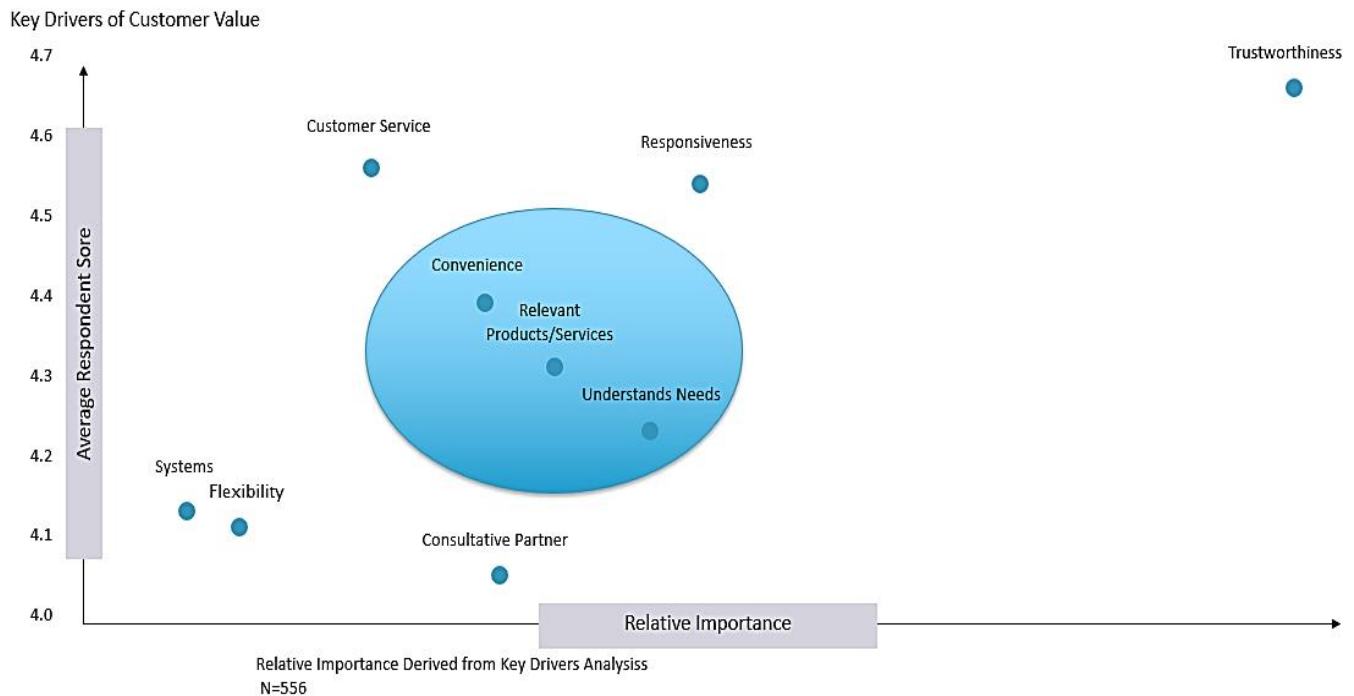 Key Drivers of Customer Value
4.7
Trustworthiness
4.6
Customer Service
Responsiveness
4.5
Convenience
4.4
Relevant
Products/Services
4.3
Understands Needs
4.2
Systems
Flexibility
4.1
Consultative Partner
4.0
Average Respondent Sore
Relative Importance
Relative Importance Derived from Key Drivers Analysiss
N=556